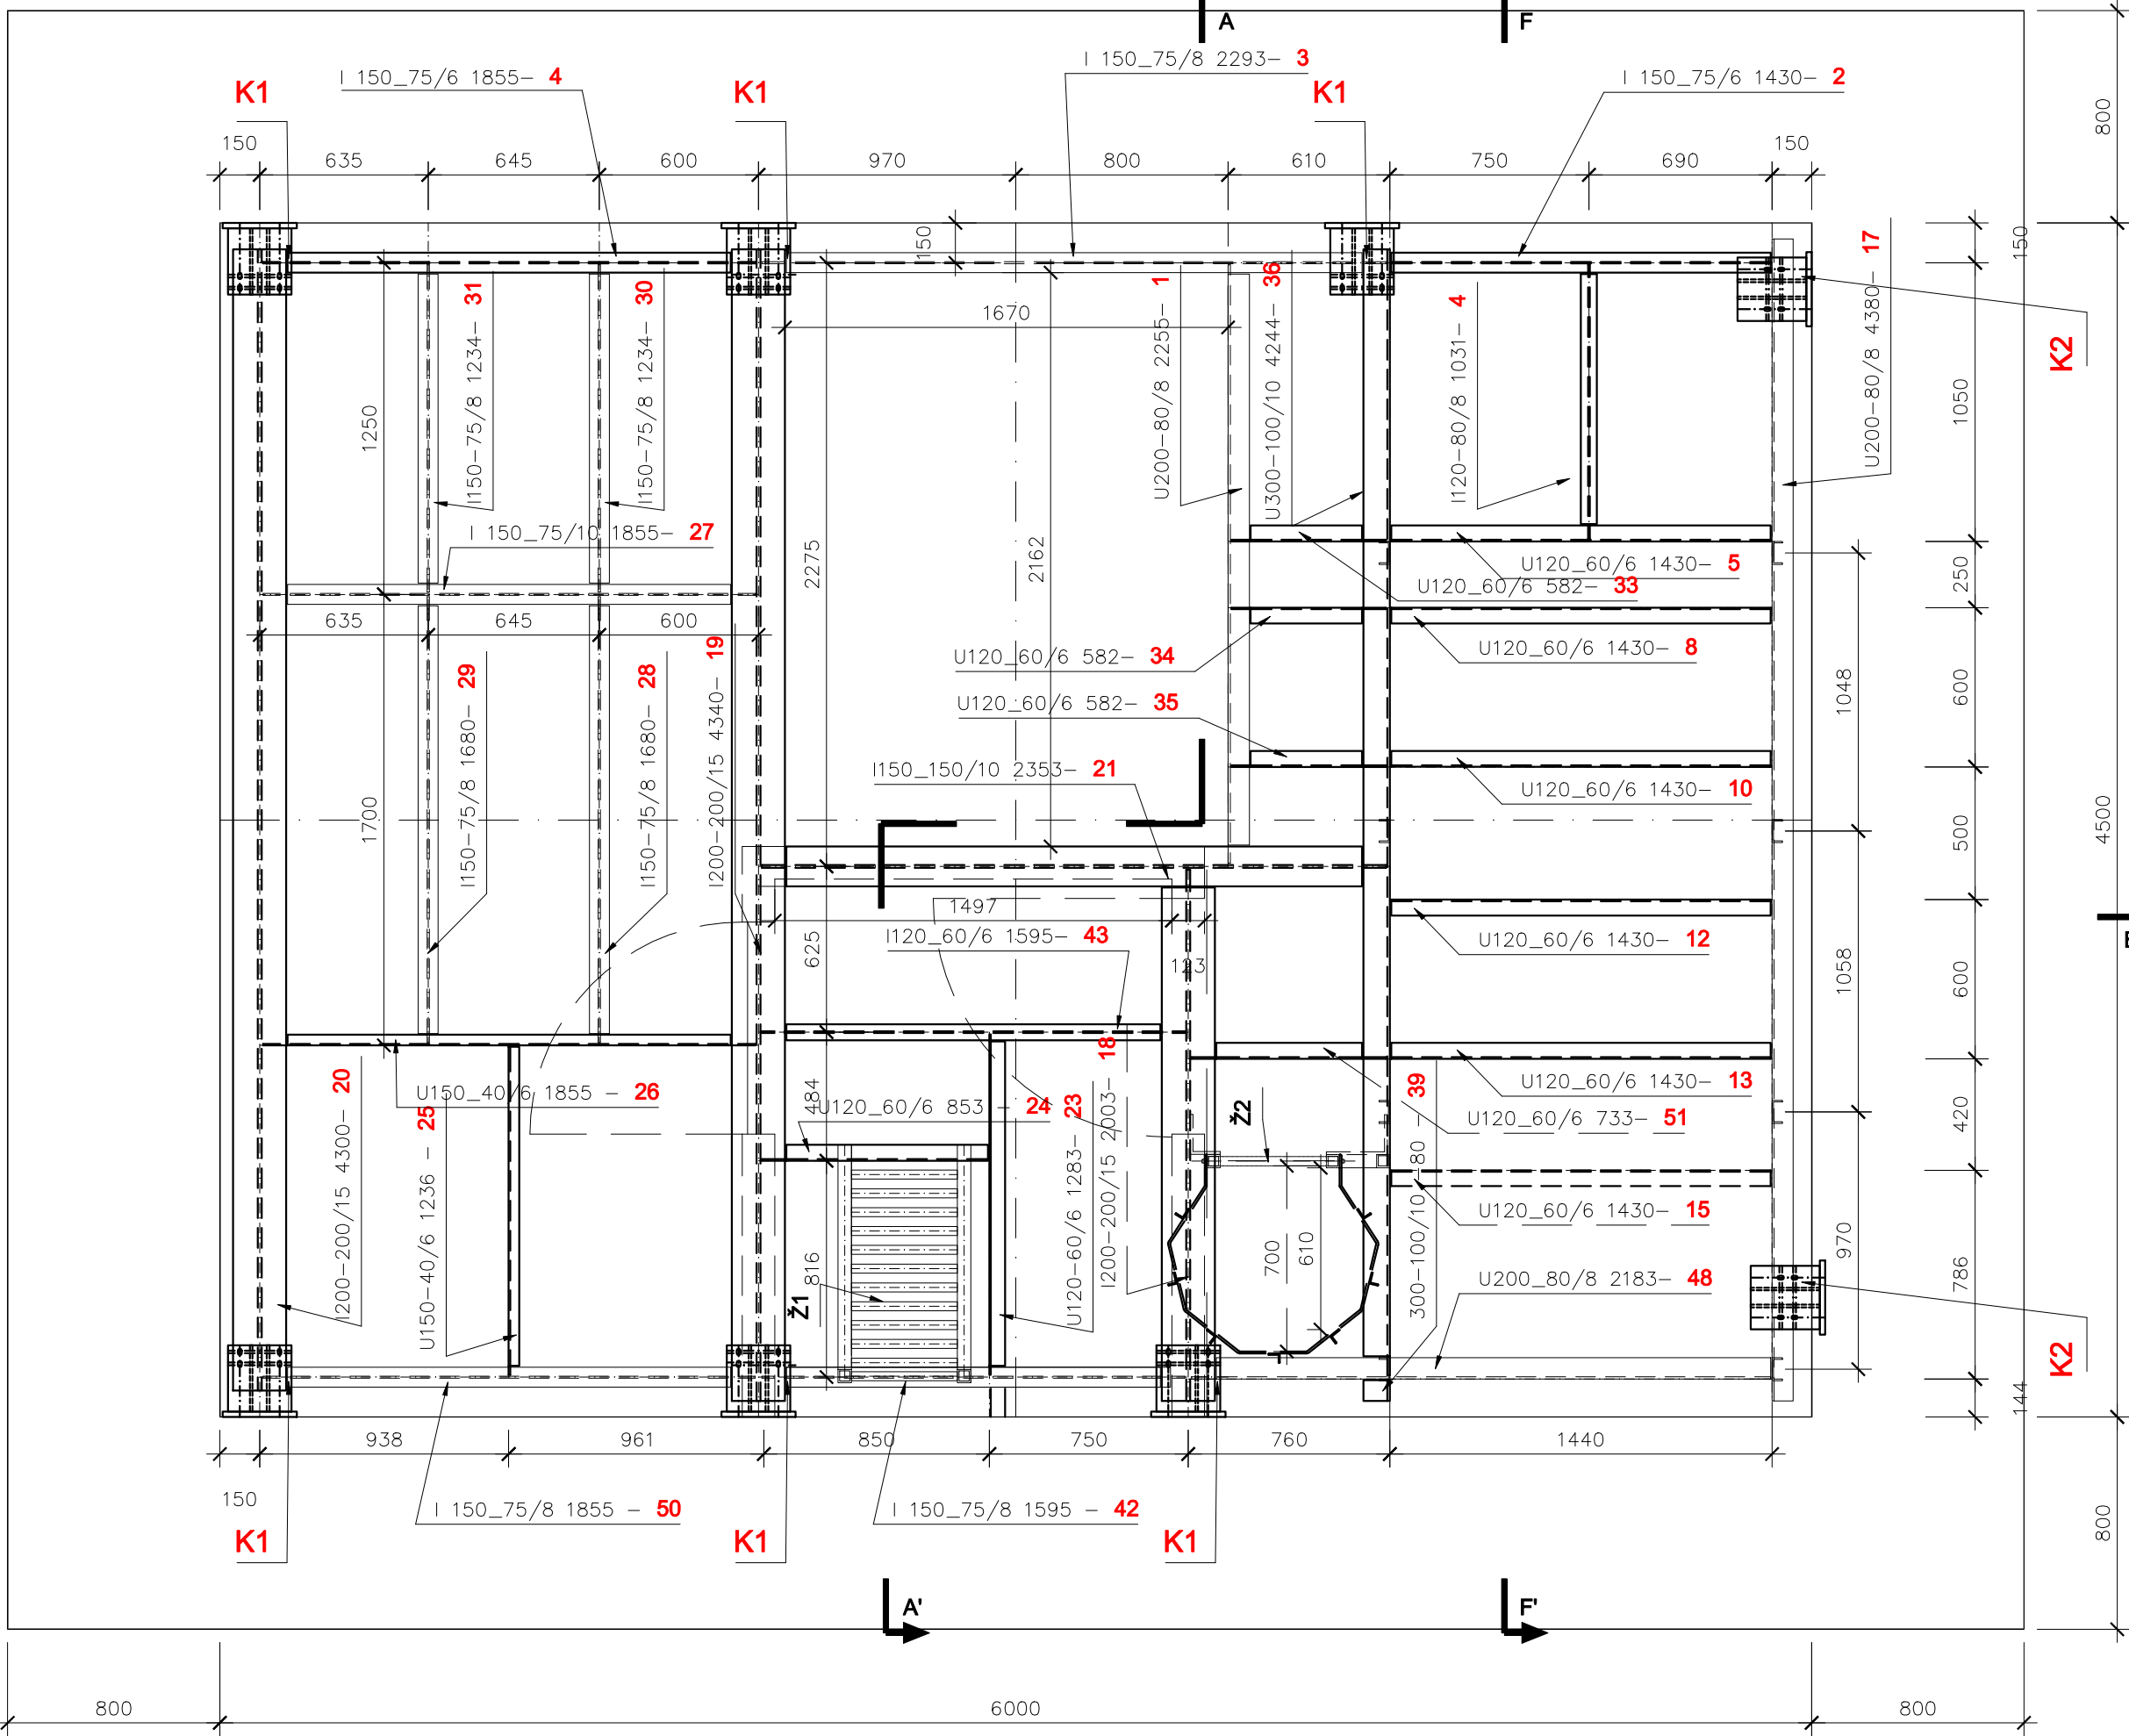 A
F
I 150_75/8 2293– 3
I 150_75/6 1855– 4
I 150_75/6 1430– 2
K1
K1
K1
800
150
150
635
645
600
970
800
610
750
690
150
150
17
U200–80/8 4380–
31
I150–75/8 1234–
30
I150–75/8 1234–
1
U200–80/8 2255–
36
U300–100/10 4244–
4
I120–80/8 1031–
1670
K2
1250
1050
I 150_75/10 1855– 27
2275
2162
U120_60/6 1430– 5
U120_60/6 582– 33
250
635
645
600
19
I200–200/15 4340–
29
I150–75/8 1680–
28
I150–75/8 1680–
U120_60/6 582– 34
U120_60/6 1430– 8
600
1048
U120_60/6 582– 35
I150_150/10 2353– 21
U120_60/6 1430– 10
1700
500
4500
1497
625
I120_60/6 1595– 43
123
U120_60/6 1430– 12
1058
600
18
I200–200/15 2003–
20
I200–200/15 4300–
U150_40/6 1855 – 26
25
U150–40/6 1236 –
484
U120_60/6 853 – 24
23
U120–60/6 1283–
Ž2
39
300–100/10 – 80 –
U120_60/6 1430– 13
U120_60/6 733– 51
420
U120_60/6 1430– 15
Ž1
816
700
610
970
786
U200_80/8 2183– 48
K2
144
938
961
850
750
760
1440
150
I 150_75/8 1855 – 50
I 150_75/8 1595 – 42
K1
K1
K1
800
A'
F'
800
6000
800